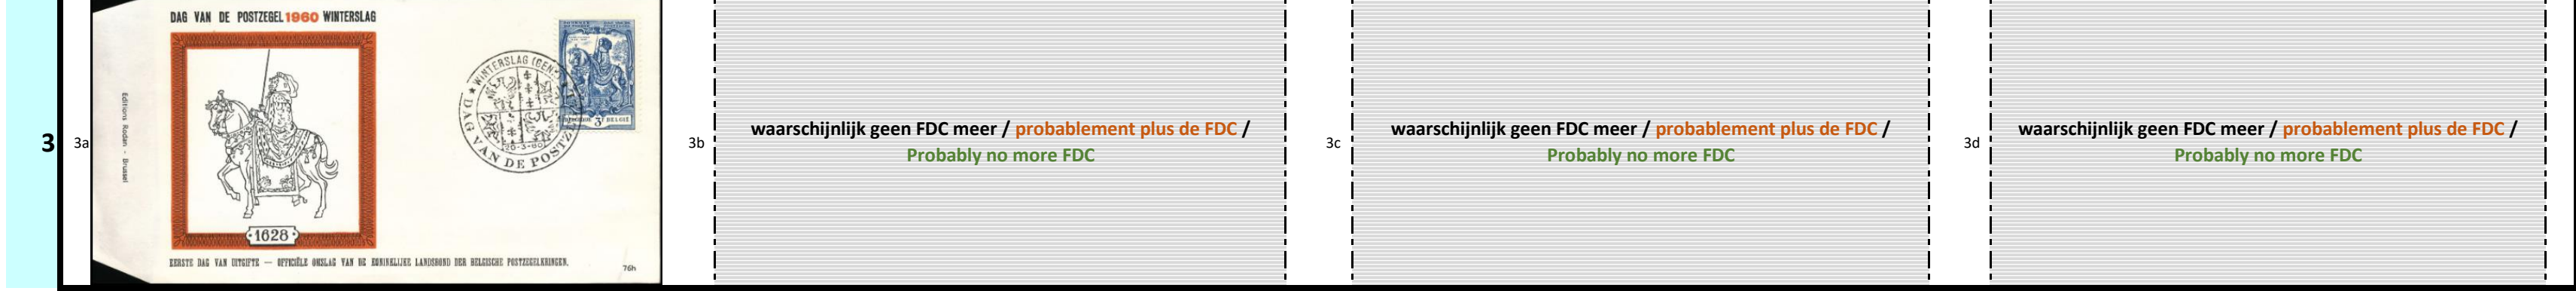 3
3a
DAG VAN DE POSTZEGEL 1960 WINTERSLAG
Editions Rodan - Brussel
WINTERSLAG (GENK)
DAG VAN DE POSTZEGEL
3F BELGIË
1628
EERSTE DAG VAN UITGIFTE — OFFICIËLE OMSLAG VAN DE KONINKLIJKE LANDSBOND DER BELGISCHE POSTZEGELKRINGEN.
76h
3b
waarschijnlijk geen FDC meer / probablement plus de FDC /
Probably no more FDC
3c
waarschijnlijk geen FDC meer / probablement plus de FDC /
Probably no more FDC
3d
waarschijnlijk geen FDC meer / probablement plus de FDC /
Probably no more FDC